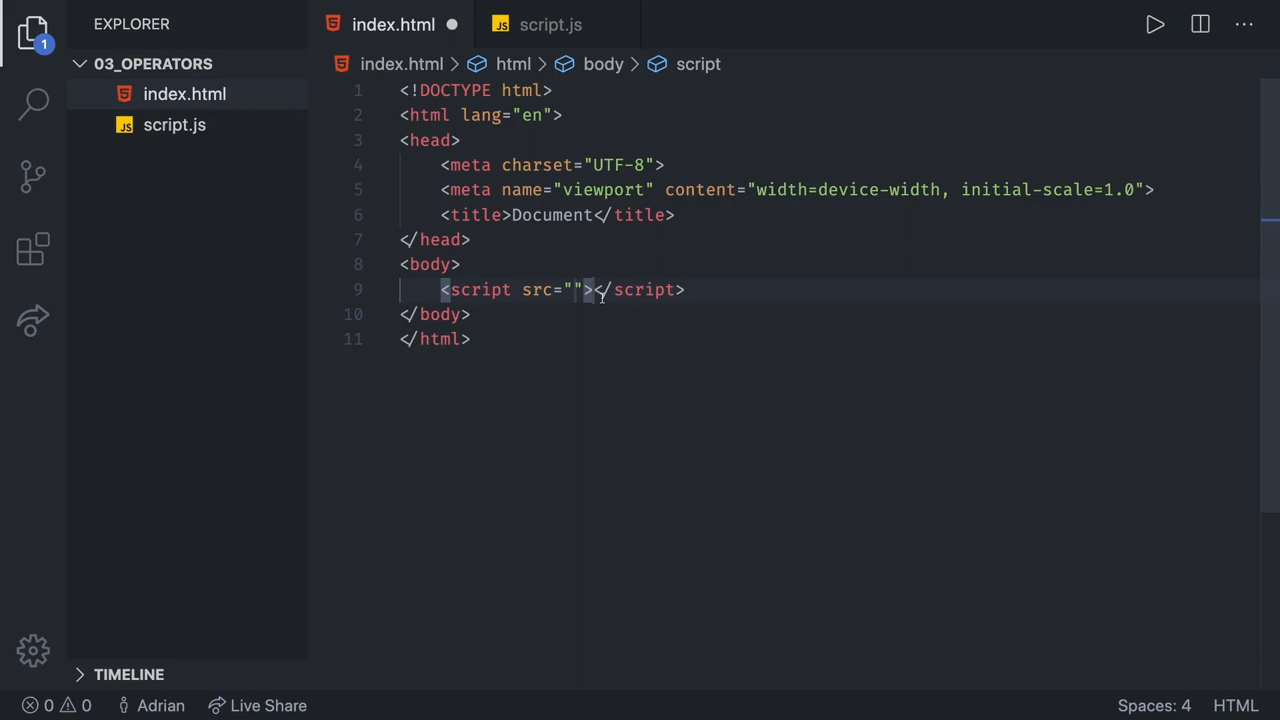 EXPLORER
index.html
JS script.js
1
03_OPERATORS
index.html
JS script.js
index.html > html > body > script
1 <!DOCTYPE html>
2 <html lang="en">
3 <head>
4 <meta charset="UTF-8">
5 <meta name="viewport" content="width=device-width, initial-scale=1.0">
6 <title>Document</title>
7 </head>
8 <body>
9 <script src=""></script>
10 </body>
11 </html>
TIMELINE
0 0 Adrian Live Share
Spaces: 4 HTML